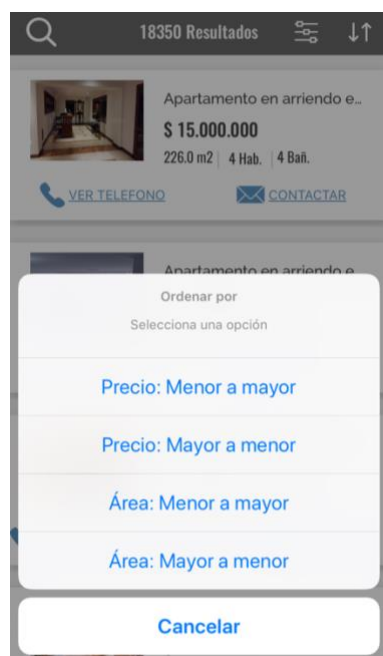 18350 Resultados
Apartamento en arriendo e...
$ 15.000.000
226.0 m2 | 4 Hab. | 4 Bañ.
VER TELEFONO
CONTACTAR
Apartamento en arriendo e
Ordenar por
Selecciona una opción
Precio: Menor a mayor
Precio: Mayor a menor
Área: Menor a mayor
Área: Mayor a menor
Cancelar